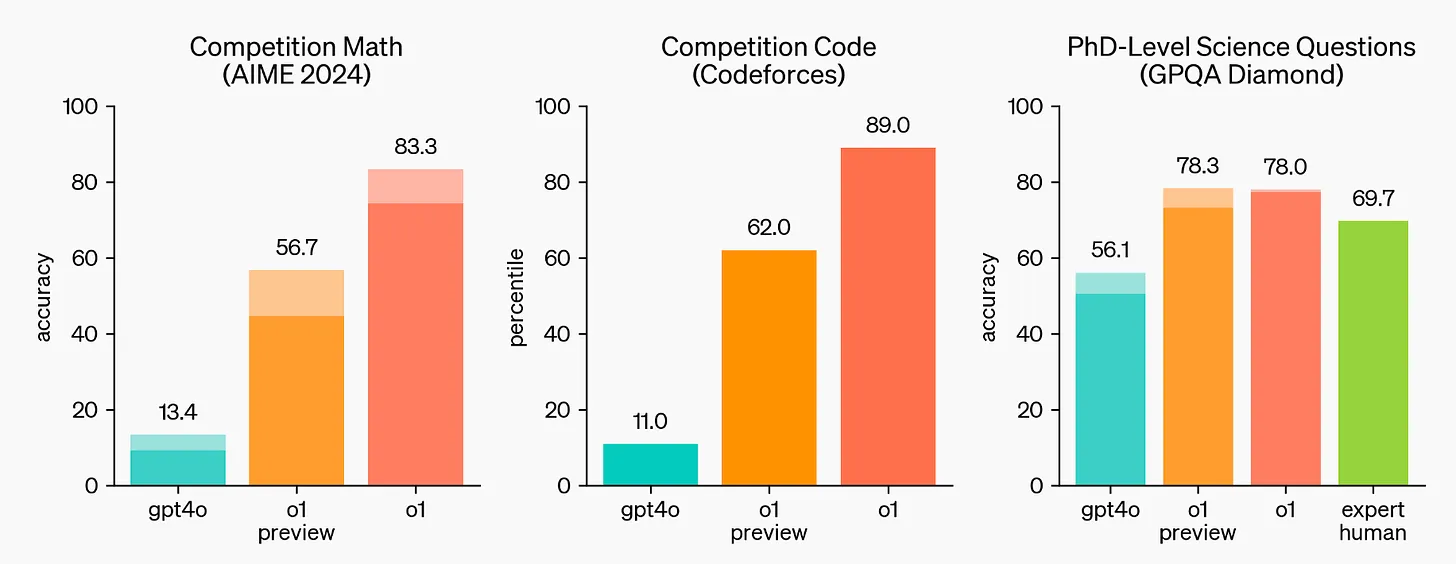 Competition Math
(AIME 2024)
100
80
60
40
20
0
accuracy
13.4
56.7
83.3
gpt4o
o1
preview
o1
Competition Code
(Codeforces)
100
80
60
40
20
0
percentile
11.0
62.0
89.0
gpt4o
o1
preview
o1
PhD-Level Science Questions
(GPQA Diamond)
100
80
60
40
20
0
accuracy
56.1
78.3
78.0
69.7
gpt4o
o1
preview
o1
expert
human